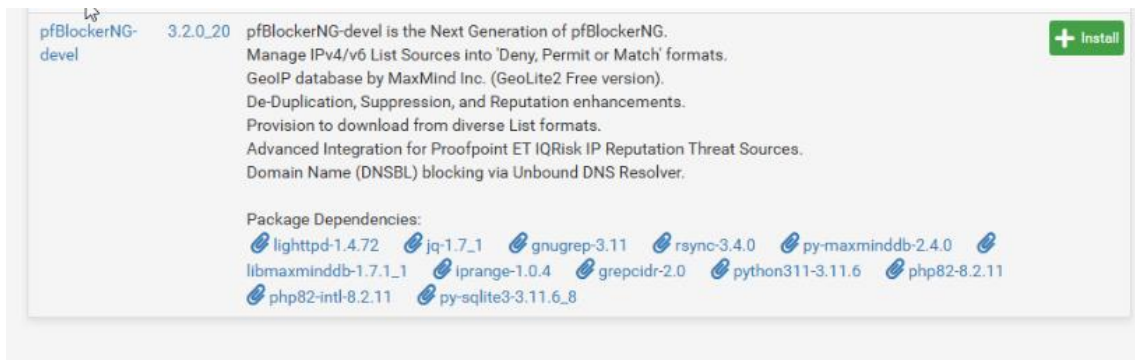 pfBlockerNG-
devel
3.2.0_20
pfBlockerNG-devel is the Next Generation of pfBlockerNG.
Manage IPv4/v6 List Sources into 'Deny, Permit or Match' formats.
GeoIP database by MaxMind Inc. (GeoLite2 Free version).
De-Duplication, Suppression, and Reputation enhancements.
Provision to download from diverse List formats.
Advanced Integration for Proofpoint ET IQRisk IP Reputation Threat Sources.
Domain Name (DNSBL) blocking via Unbound DNS Resolver.
Package Dependencies:
lighttpd-1.4.72 jq-1.7_1 gnugrep-3.11 rsync-3.4.0 py-maxminddb-2.4.0
libmaxminddb-1.7.1_1 iprange-1.0.4 grepcidr-2.0 python311-3.11.6 php82-8.2.11
php82-intl-8.2.11 py-sqlite3-3.11.6_8
Install